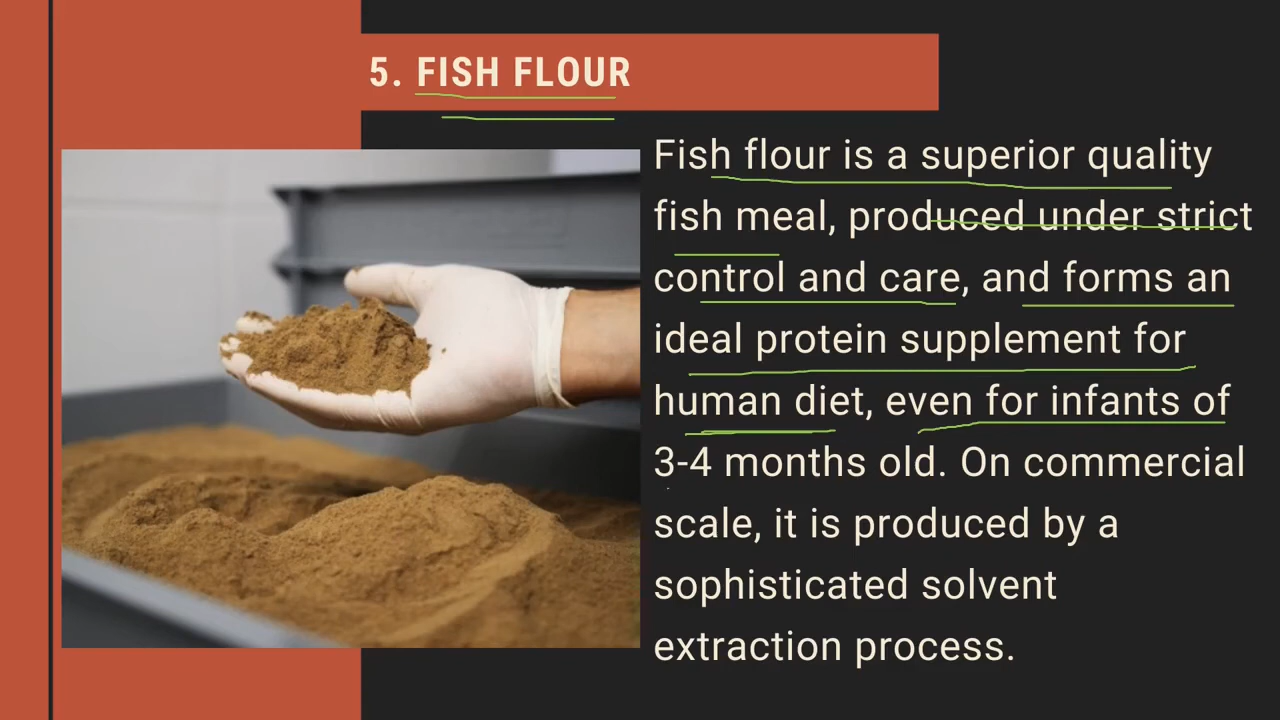 5. FISH FLOUR
Fish flour is a superior quality
fish meal, produced under strict
control and care, and forms an
ideal protein supplement for
human diet, even for infants of
3-4 months old. On commercial
scale, it is produced by a
sophisticated solvent
extraction process.